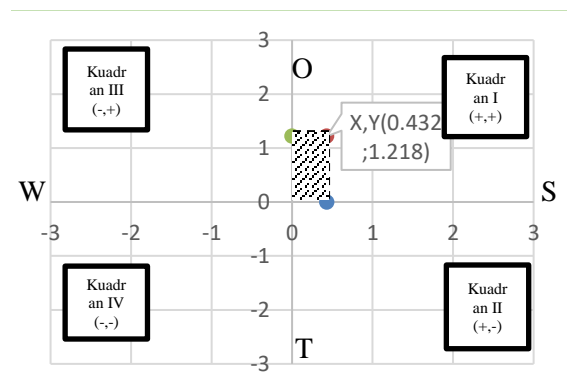 3
Kuadr
an III
(-,+)
O
Kuadr
an I
(+,+)
2
X,Y(0.432
;1.218)
1
W
0
S
-3
-2
-1
0
1
2
3
-1
Kuadr
an IV
(-,-)
Kuadr
an II
(+,-)
-2
T
-3